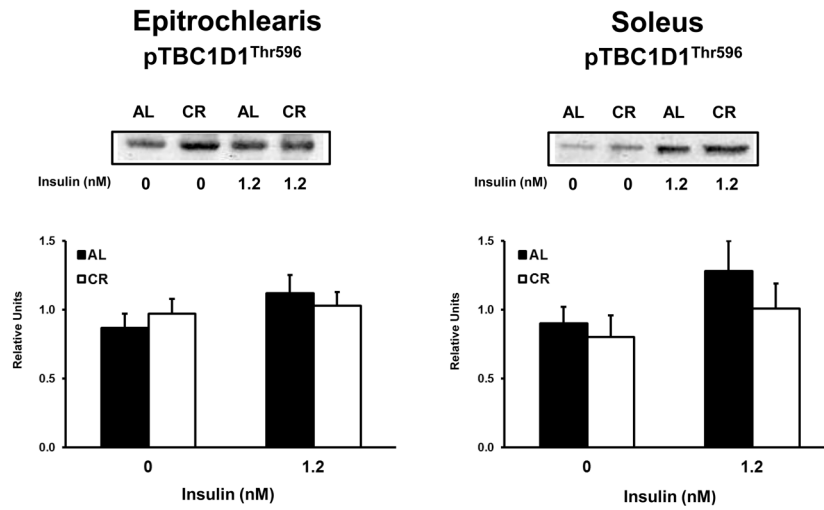 Epitrochlearis
pTBC1D1Thr596
AL CR AL CR
Insulin (nM) 0 0 1.2 1.2
1.5
1.0
0.5
0.0
Relative Units
AL
CR
0 1.2
Insulin (nM)
Soleus
pTBC1D1Thr596
AL CR AL CR
Insulin (nM) 0 0 1.2 1.2
1.5
1.0
0.5
0.0
Relative Units
AL
CR
0 1.2
Insulin (nM)